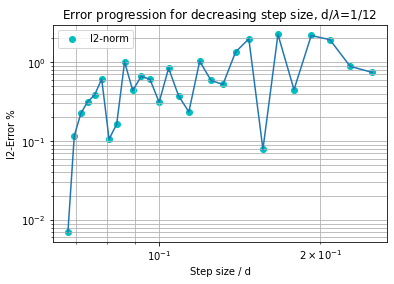 Error progression for decreasing step size, d/λ=1/12
l2-norm
l2-Error %
10⁰
10⁻¹
10⁻²
10⁻¹
2 × 10⁻¹
Step size / d